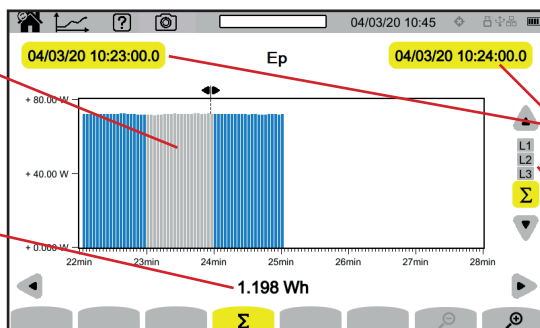 ? 04/03/20 10:45
04/03/20 10:23:00.0 Ep 04/03/20 10:24:00.0
+ 80.00 W
+ 40.00 W
+ 0.000 W
22min 23min 24min 25min 26min 27min 28min
L1
L2
L3
Σ
1.198 Wh
Σ